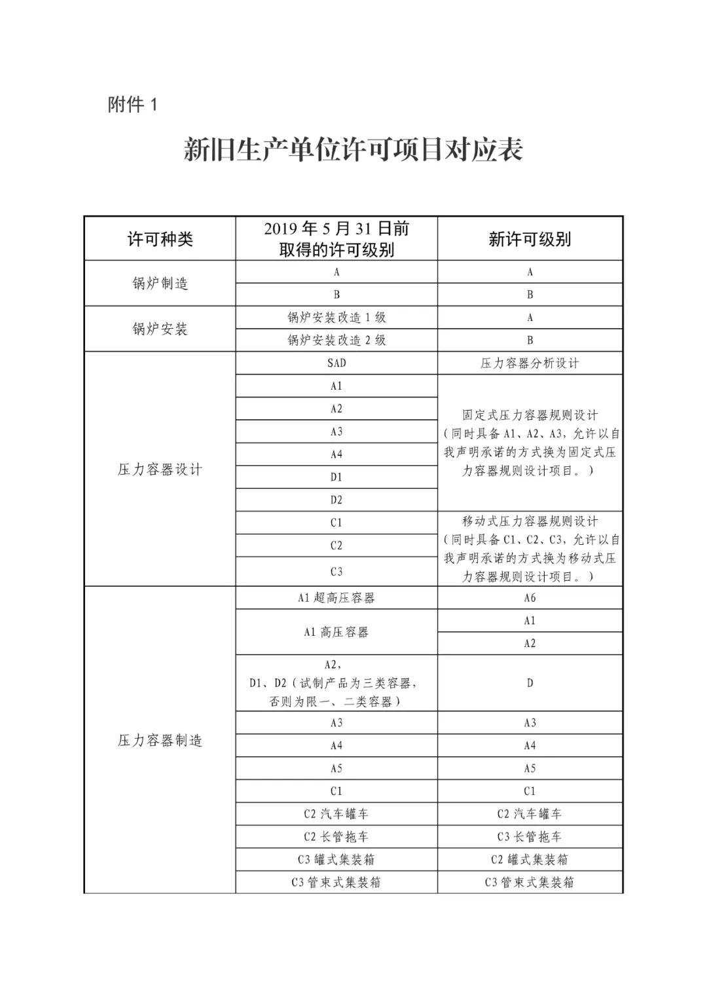 附件 1
新旧生产单位许可项目对应表
许可种类
2019 年 5 月 31 日前
取得的许可级别
新许可级别
锅炉制造
A
A
B
B
锅炉安装
锅炉安装改造 1 级
A
锅炉安装改造 2 级
B
压力容器设计
SAD
压力容器分析设计
A1
A2
A3
A4
D1
D2
固定式压力容器规则设计
（同时具备 A1、A2、A3，允许以自
我声明承诺的方式换为固定式压
力容器规则设计项目。）
C1
C2
C3
移动式压力容器规则设计
（同时具备 C1、C2、C3，允许以自
我声明承诺的方式换为移动式压
力容器规则设计项目。）
压力容器制造
A1 超高压容器
A6
A1 高压容器
A1
A2
A2，
D1、D2（试制产品为三类容器，
否则为限一、二类容器）
D
A3
A3
A4
A4
A5
A5
C1
C1
C2 汽车罐车
C2 汽车罐车
C2 长管拖车
C3 长管拖车
C3 罐式集装箱
C2 罐式集装箱
C3 管束式集装箱
C3 管束式集装箱